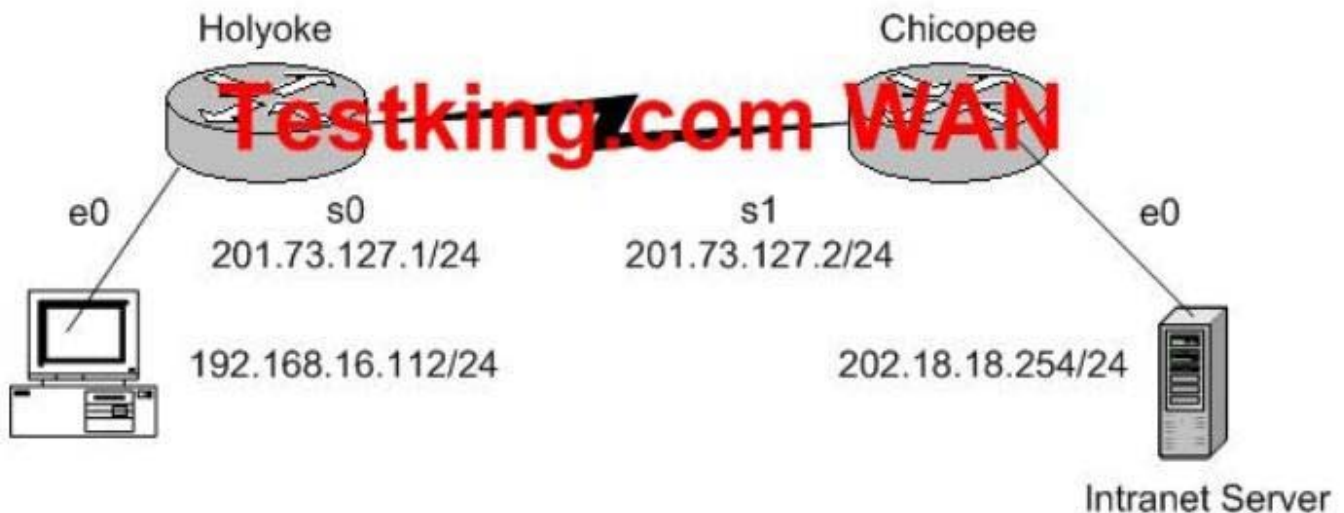 Holyoke
Chicopee
Testking.com WAN
e0
s0
s1
e0
201.73.127.1/24
201.73.127.2/24
192.168.16.112/24
202.18.18.254/24
Intranet Server